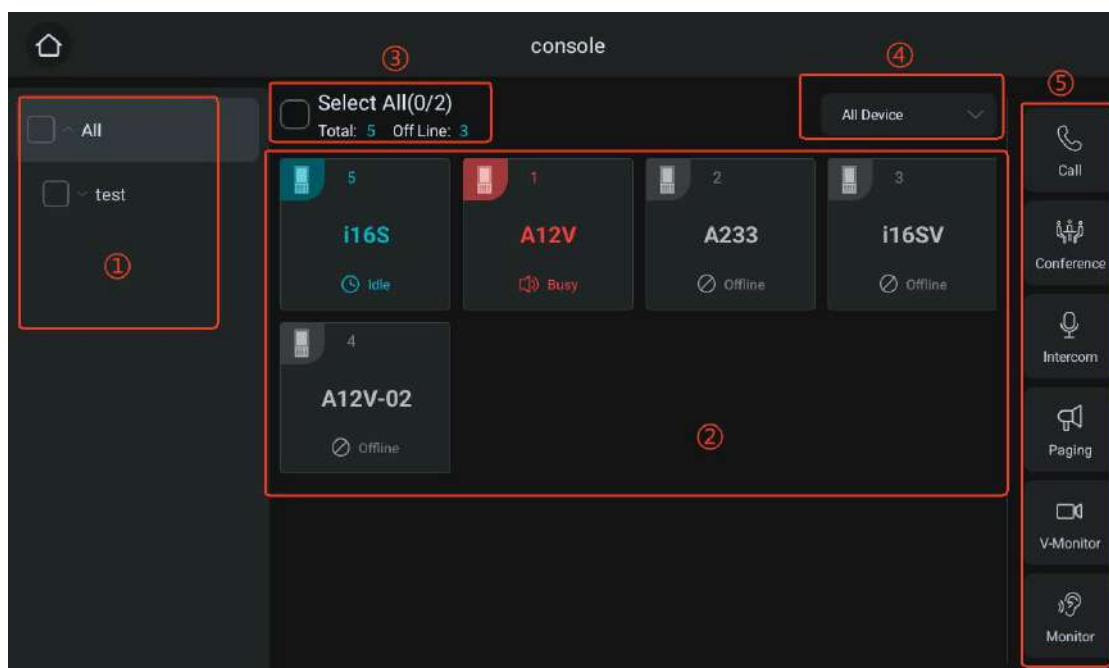 console
③
④
⑤
①
All
test
Select All(0/2)
Total: 5 Off Line: 3
All Device
5
i16S
Idle
1
A12V
Busy
2
A233
Offline
3
i16SV
Offline
4
A12V-02
Offline
②
Call
Conference
Intercom
Paging
V-Monitor
Monitor